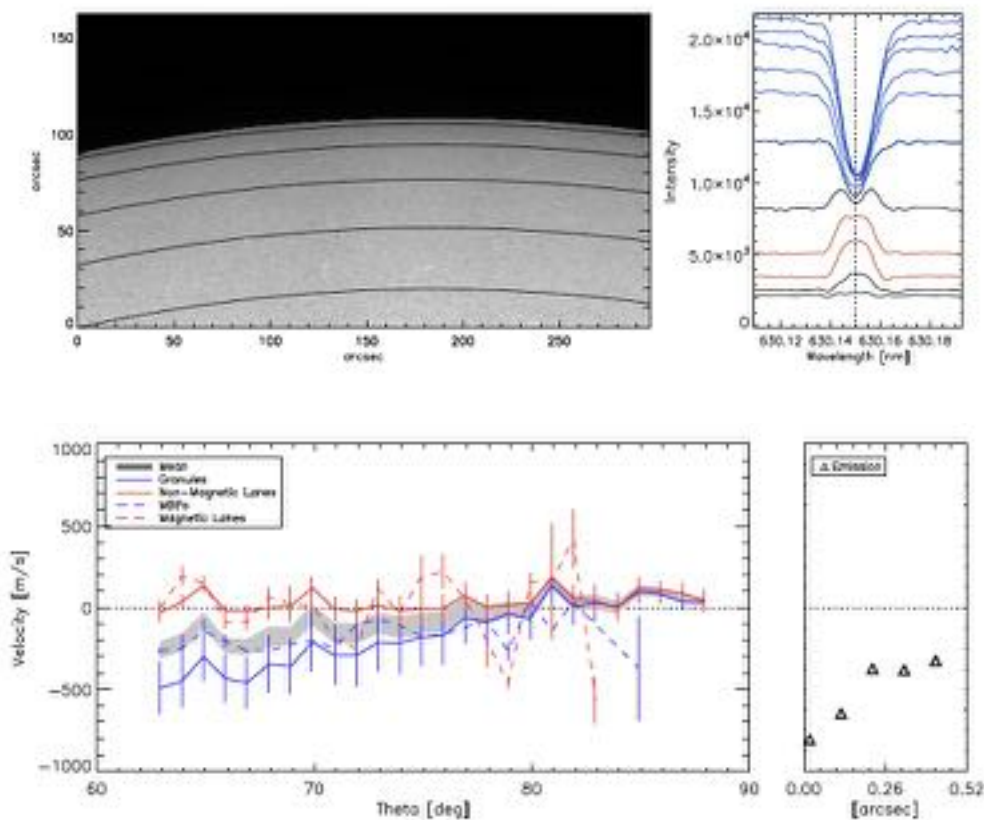 150
100
50
0
arcsec
0 50 100 150 200 250
arcsec
2.0×10⁴
1.5×10⁴
1.0×10⁴
5.0×10³
0
Intensity
630.12 630.14 630.16 630.18
Wavelength [nm]
1000
500
0
−500
−1000
Velocity [m/s]
Granules
Non-Magnetic Lanes
MBPs
Magnetic Lanes
60 70 80 90
Theta [deg]
Δ Emission
0.00 0.26 0.52
[arcsec]